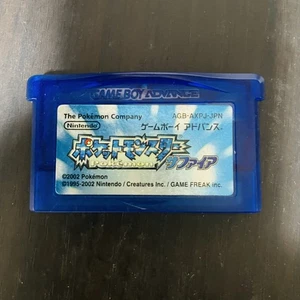 GAME BOY ADVANCE
The Pokémon Company AGB-AXPJ-JPN
Nintendo ゲームボーイ アドバンス
ポケットモンスター
Pokémon サファイア
©2002 Pokémon
©1995-2002 Nintendo / Creatures Inc. / GAME FREAK inc.